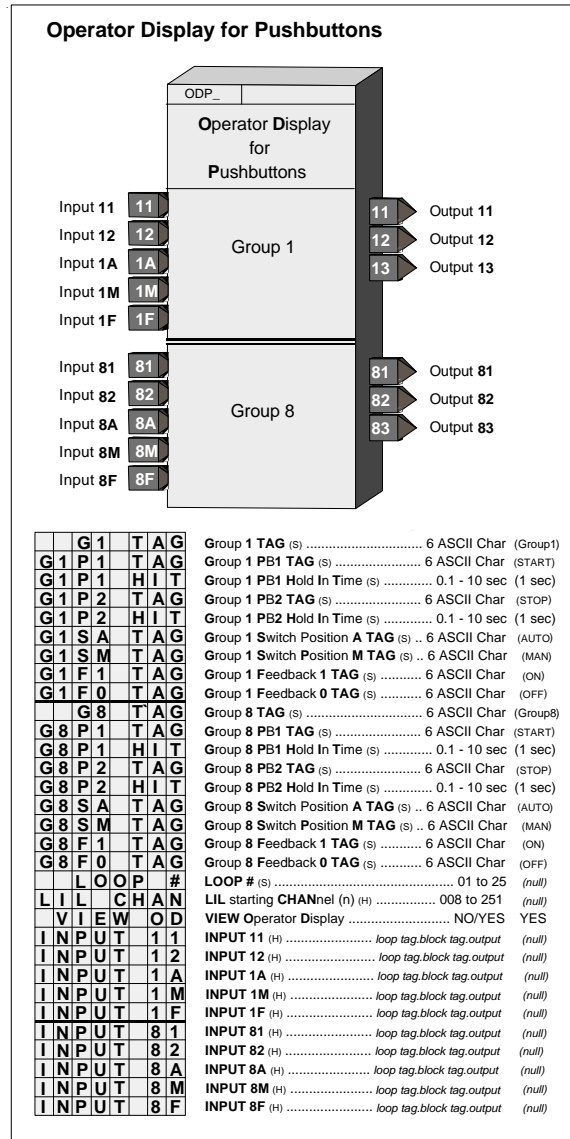 Operator Display for Pushbuttons
ODP_
Operator Display
for
Pushbuttons
Input 11 11
Input 12 12
Input 1A 1A
Input 1M 1M
Input 1F 1F
Group 1
11 Output 11
12 Output 12
13 Output 13
Input 81 81
Input 82 82
Input 8A 8A
Input 8M 8M
Input 8F 8F
Group 8
81 Output 81
82 Output 82
83 Output 83
G1 TAG Group 1 TAG (S) ................................ 6 ASCII Char (Group1)
G1P1 TAG Group 1 PB1 TAG (S) ........................ 6 ASCII Char (START)
G1P1 HIT Group 1 PB1 Hold In Time (S) ............. 0.1 - 10 sec (1 sec)
G1P2 TAG Group 1 PB2 TAG (S) ........................ 6 ASCII Char (STOP)
G1P2 HIT Group 1 PB2 Hold In Time (S) ............. 0.1 - 10 sec (1 sec)
G1SA TAG Group 1 Switch Position A TAG (S) .. 6 ASCII Char (AUTO)
G1SM TAG Group 1 Switch Position M TAG (S) .. 6 ASCII Char (MAN)
G1F1 TAG Group 1 Feedback 1 TAG (S) ........... 6 ASCII Char (ON)
G1F0 TAG Group 1 Feedback 0 TAG (S) ........... 6 ASCII Char (OFF)
G8 T`AG Group 8 TAG (S) ................................ 6 ASCII Char (Group8)
G8P1 TAG Group 8 PB1 TAG (S) ........................ 6 ASCII Char (START)
G8P1 HIT Group 8 PB1 Hold In Time (S) ............. 0.1 - 10 sec (1 sec)
G8P2 TAG Group 8 PB2 TAG (S) ........................ 6 ASCII Char (STOP)
G8P2 HIT Group 8 PB2 Hold In Time (S) ............. 0.1 - 10 sec (1 sec)
G8SA TAG Group 8 Switch Position A TAG (S) .. 6 ASCII Char (AUTO)
G8SM TAG Group 8 Switch Position M TAG (S) .. 6 ASCII Char (MAN)
G8F1 TAG Group 8 Feedback 1 TAG (S) ........... 6 ASCII Char (ON)
G8F0 TAG Group 8 Feedback 0 TAG (S) ........... 6 ASCII Char (OFF)
LOOP # LOOP # (S) .................................................. 01 to 25 (null)
LIL CHAN LIL starting CHANnel (n) (H) ................ 008 to 251 (null)
VIEW OD VIEW Operator Display ........................ NO/YES YES
INPUT 11 INPUT 11 (H) ........................ loop tag.block tag.output (null)
INPUT 12 INPUT 12 (H) ........................ loop tag.block tag.output (null)
INPUT 1A INPUT 1A (H) ........................ loop tag.block tag.output (null)
INPUT 1M INPUT 1M (H) ........................ loop tag.block tag.output (null)
INPUT 1F INPUT 1F (H) ........................ loop tag.block tag.output (null)
INPUT 81 INPUT 81 (H) ........................ loop tag.block tag.output (null)
INPUT 82 INPUT 82 (H) ........................ loop tag.block tag.output (null)
INPUT 8A INPUT 8A (H) ........................ loop tag.block tag.output (null)
INPUT 8M INPUT 8M (H) ........................ loop tag.block tag.output (null)
INPUT 8F INPUT 8F (H) ........................ loop tag.block tag.output (null)